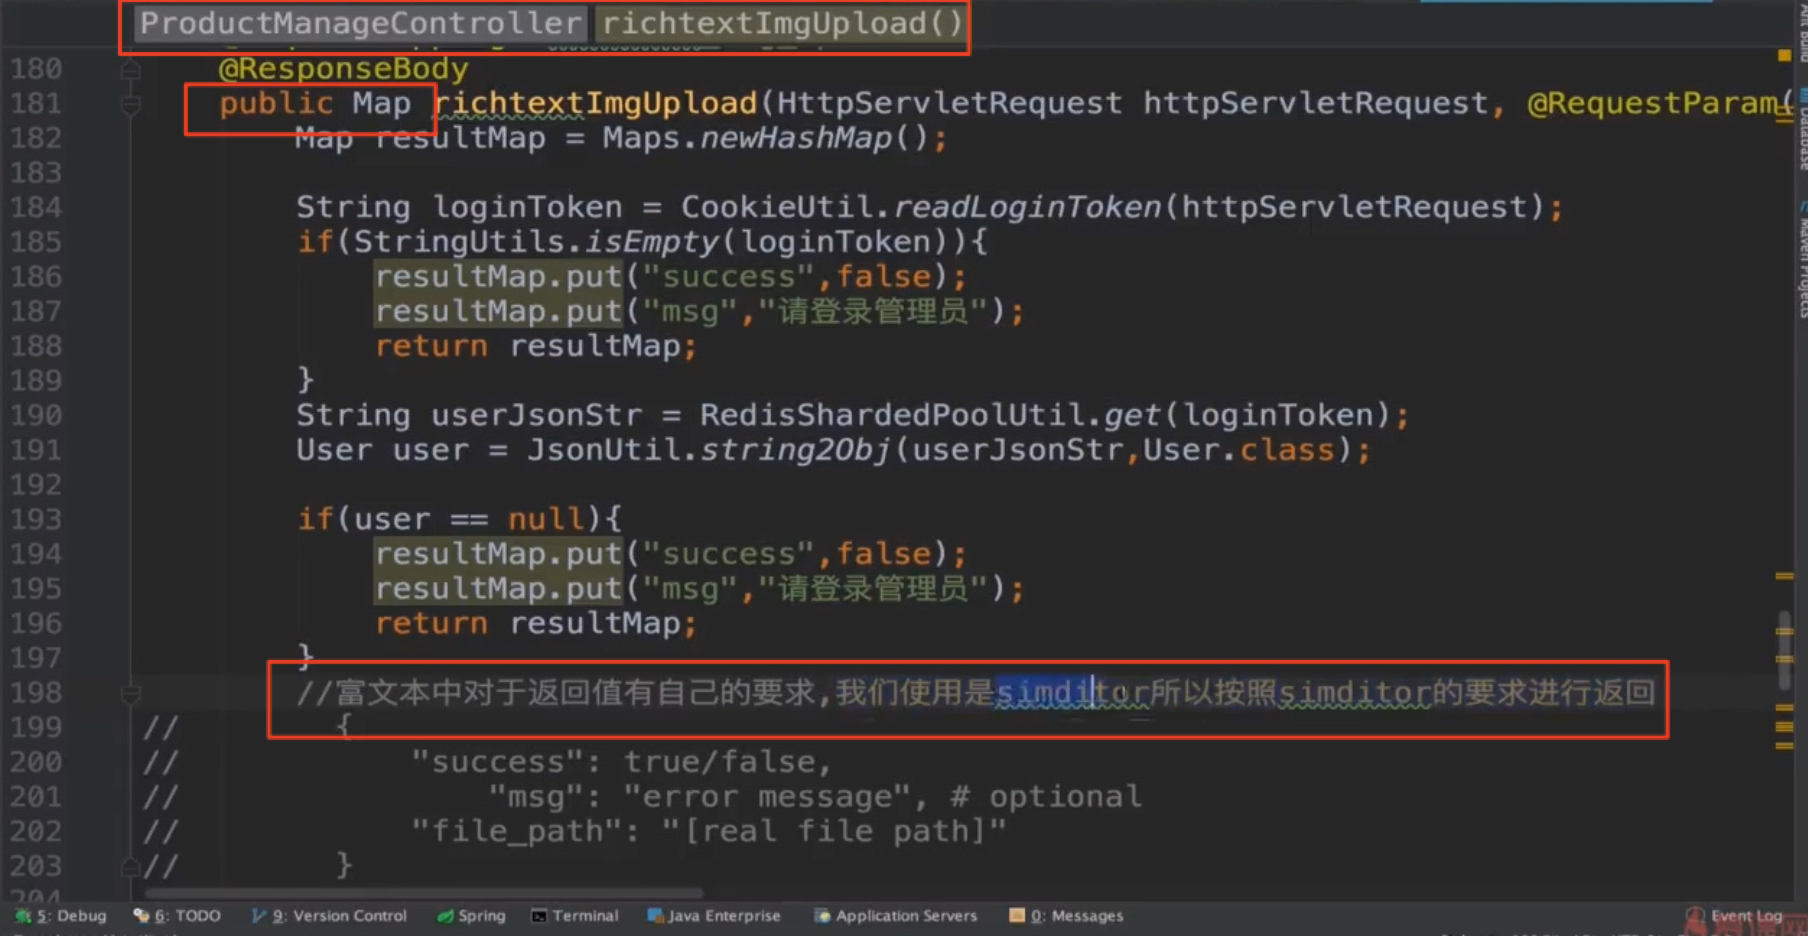 ProductManageController richtextImgUpload()
180 @ResponseBody
181 public Map richtextImgUpload(HttpServletRequest httpServletRequest, @RequestParam(
182 Map resultMap = Maps.newHashMap();
183
184 String loginToken = CookieUtil.readLoginToken(httpServletRequest);
185 if(StringUtils.isEmpty(loginToken)){
186 resultMap.put("success",false);
187 resultMap.put("msg","请登录管理员");
188 return resultMap;
189 }
190 String userJsonStr = RedisShardedPoolUtil.get(loginToken);
191 User user = JsonUtil.string2Obj(userJsonStr,User.class);
192
193 if(user == null){
194 resultMap.put("success",false);
195 resultMap.put("msg","请登录管理员");
196 return resultMap;
197 }
198 //富文本中对于返回值有自己的要求,我们使用是simditor所以按照simditor的要求进行返回
199 // {
200 // "success": true/false,
201 // "msg": "error message", # optional
202 // "file_path": "[real file path]"
203 // }
204
Database
Maven Projects
5: Debug 6: TODO 9: Version Control Spring Terminal Java Enterprise Application Servers 0: Messages Event Log